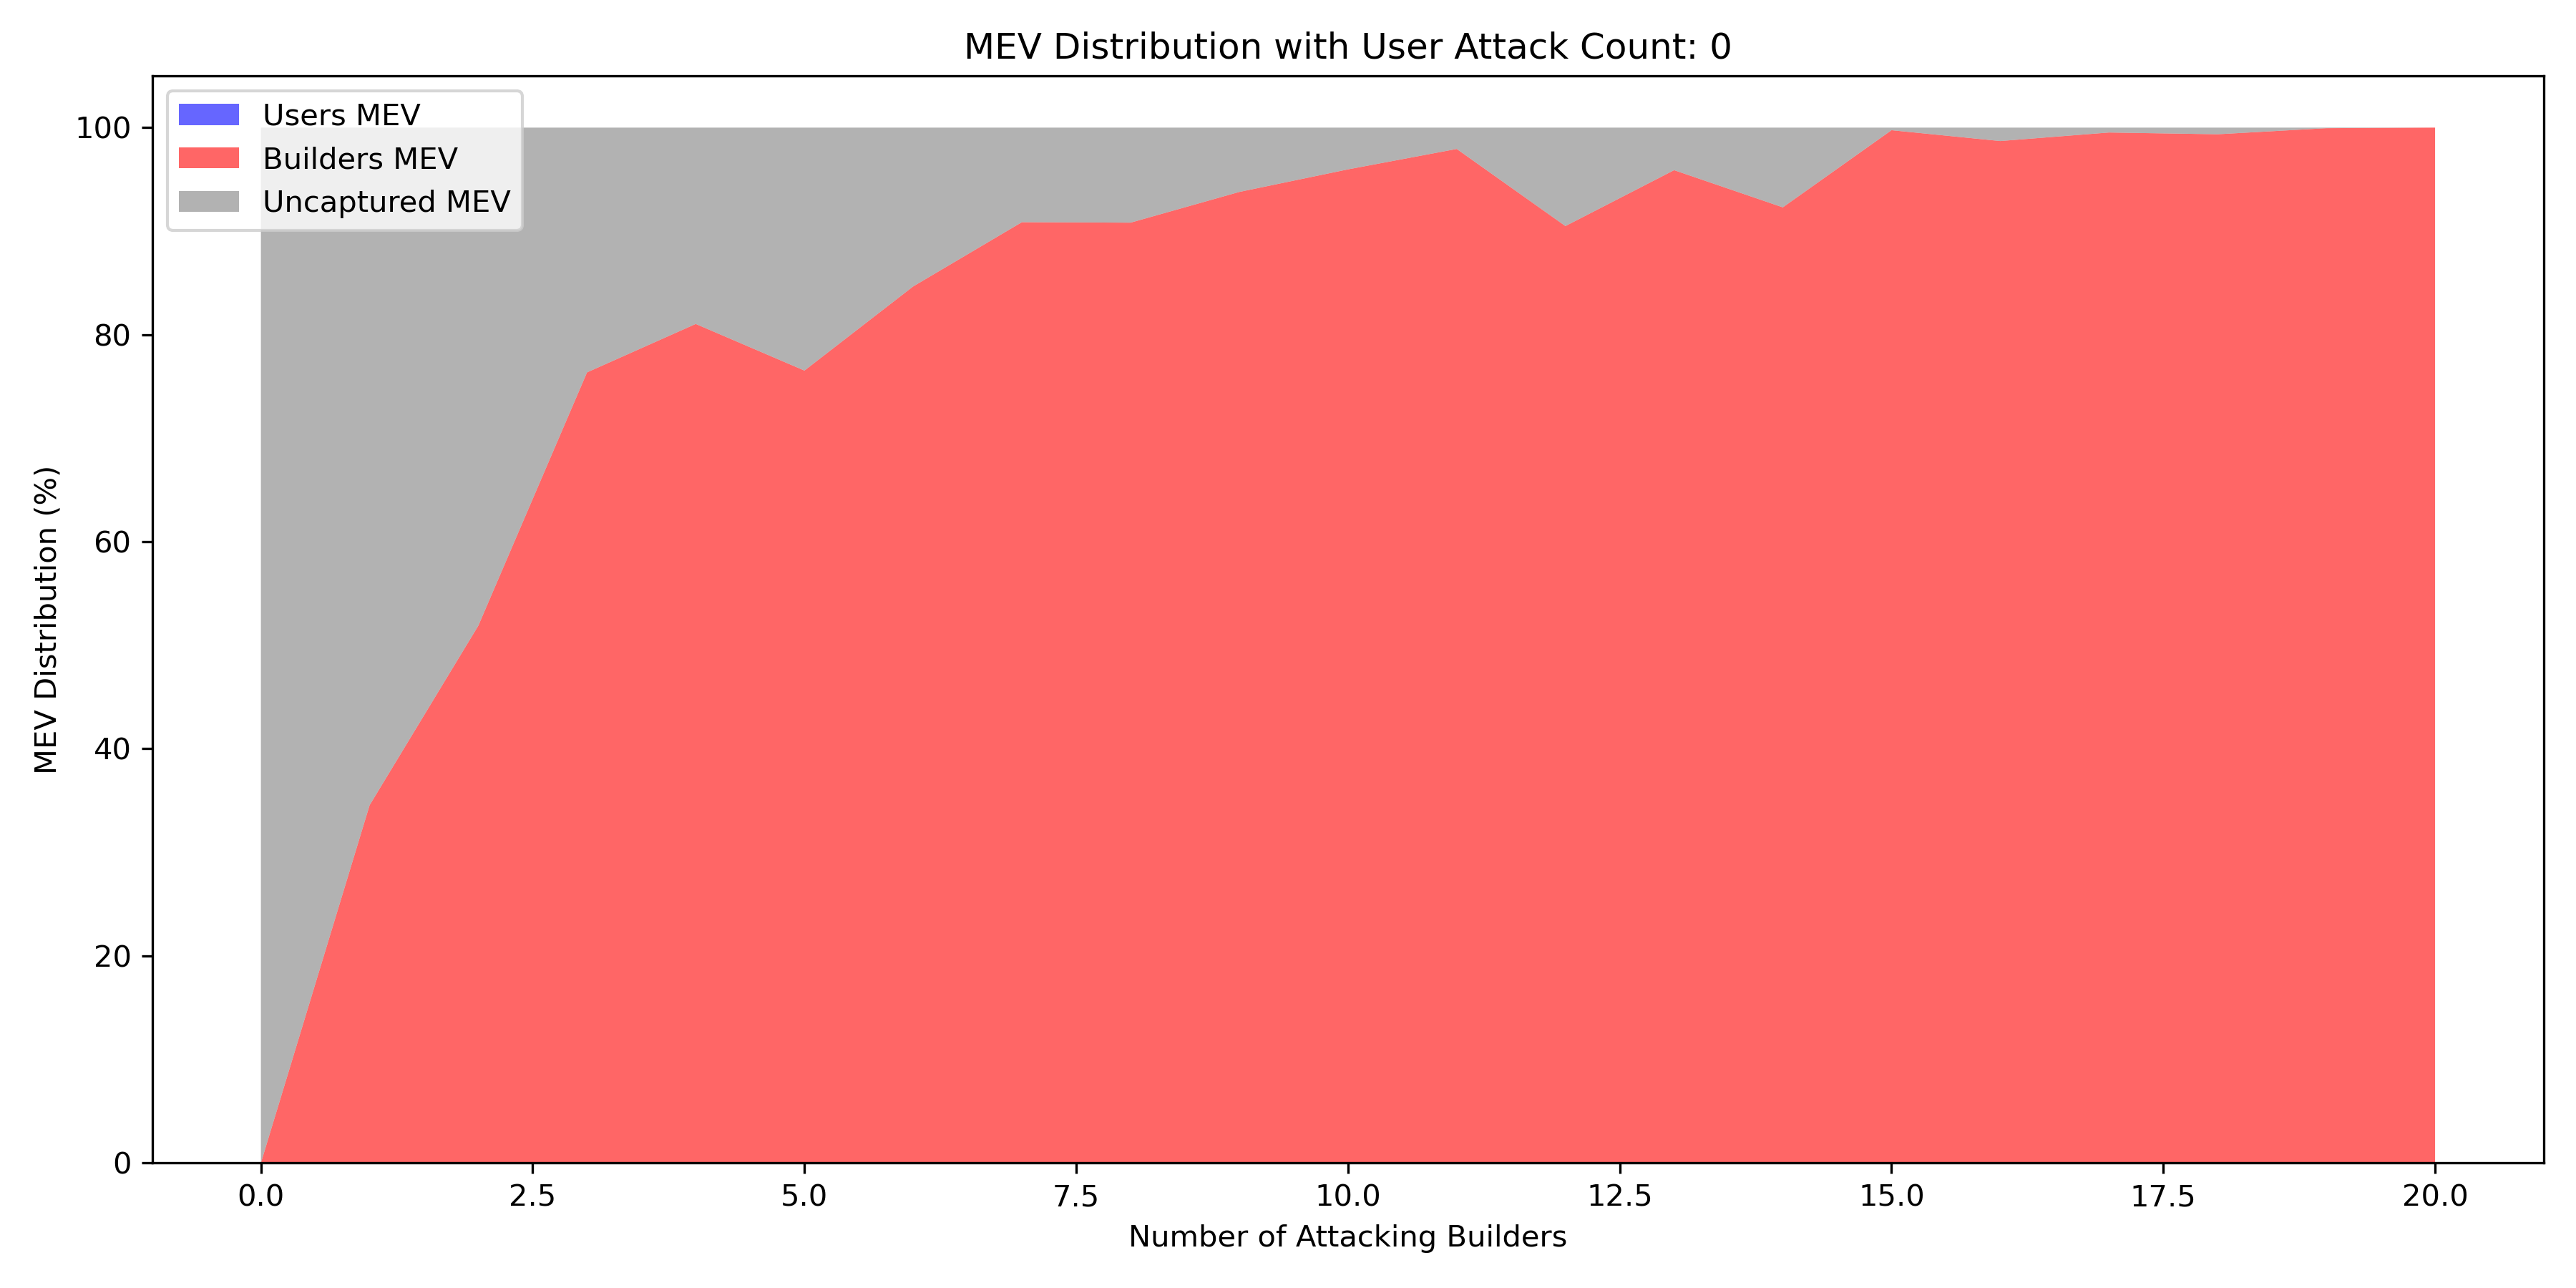 MEV Distribution with User Attack Count: 0
Users MEV
Builders MEV
Uncaptured MEV
MEV Distribution (%)
100
80
60
40
20
0
0.0 2.5 5.0 7.5 10.0 12.5 15.0 17.5 20.0
Number of Attacking Builders